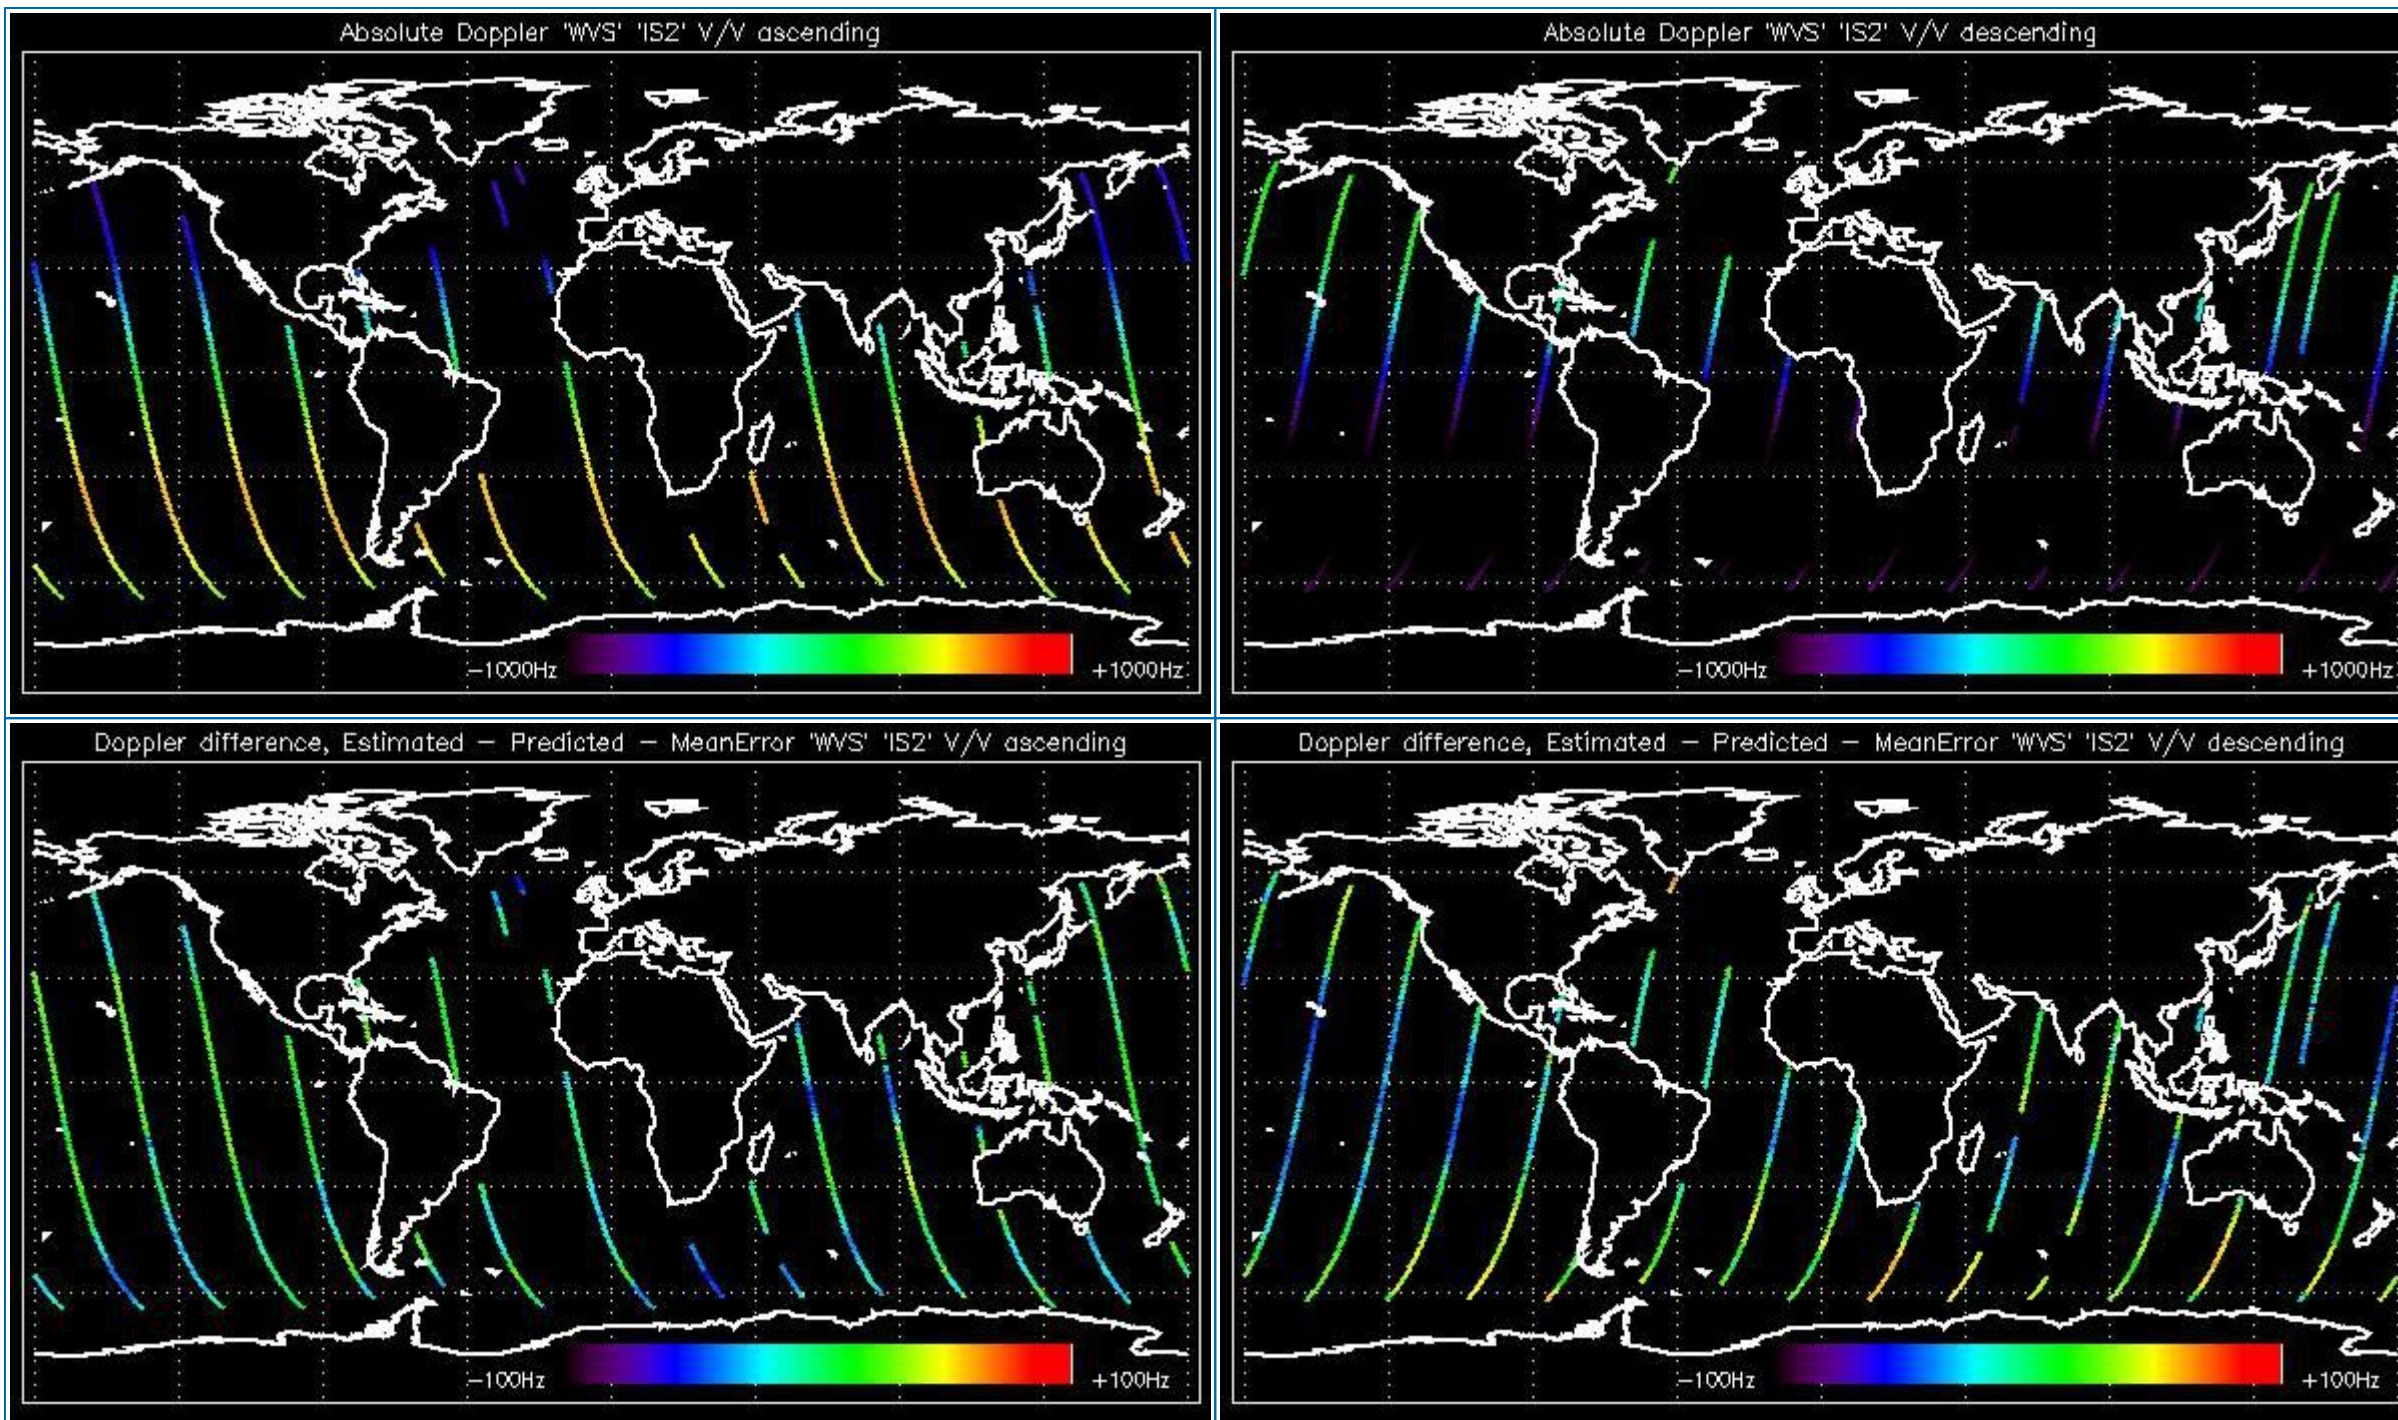 Absolute Doppler 'WVS' 'IS2' V/V ascending
-1000Hz
+1000Hz
Absolute Doppler 'WVS' 'IS2' V/V descending
-1000Hz
+1000Hz
Doppler difference, Estimated - Predicted - MeanError 'WVS' 'IS2' V/V ascending
-100Hz
+100Hz
Doppler difference, Estimated - Predicted - MeanError 'WVS' 'IS2' V/V descending
-100Hz
+100Hz